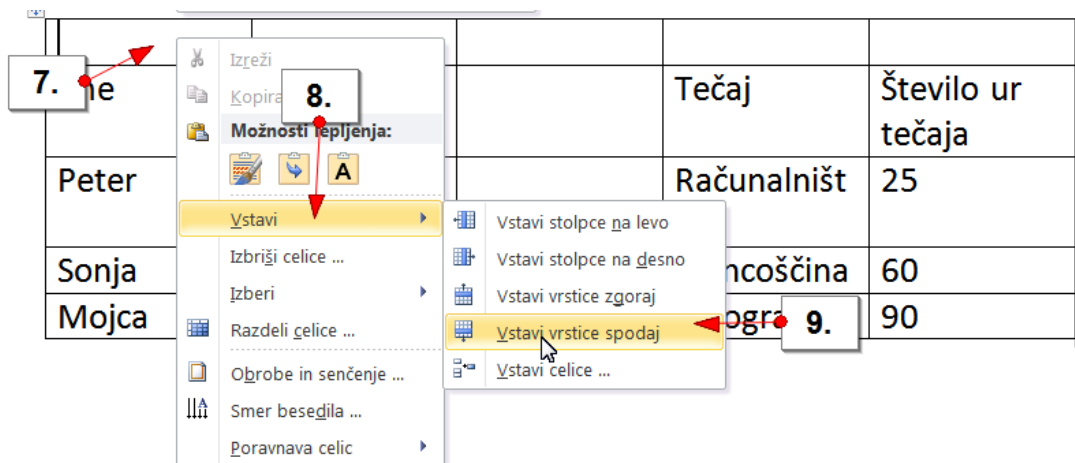 7.
8.
9.
Tečaj
Število ur
tečaja
Peter
Računalništ
25
Sonja
60
Mojca
90
Izreži
Možnosti lepljenja:
A
Vstavi
Izbriši celice ...
Izberi
Razdeli celice ...
Obrobe in senčenje ...
Smer besedila ...
Poravnava celic
Vstavi stolpce na levo
Vstavi stolpce na desno
Vstavi vrstice zgoraj
Vstavi vrstice spodaj
Vstavi celice ...